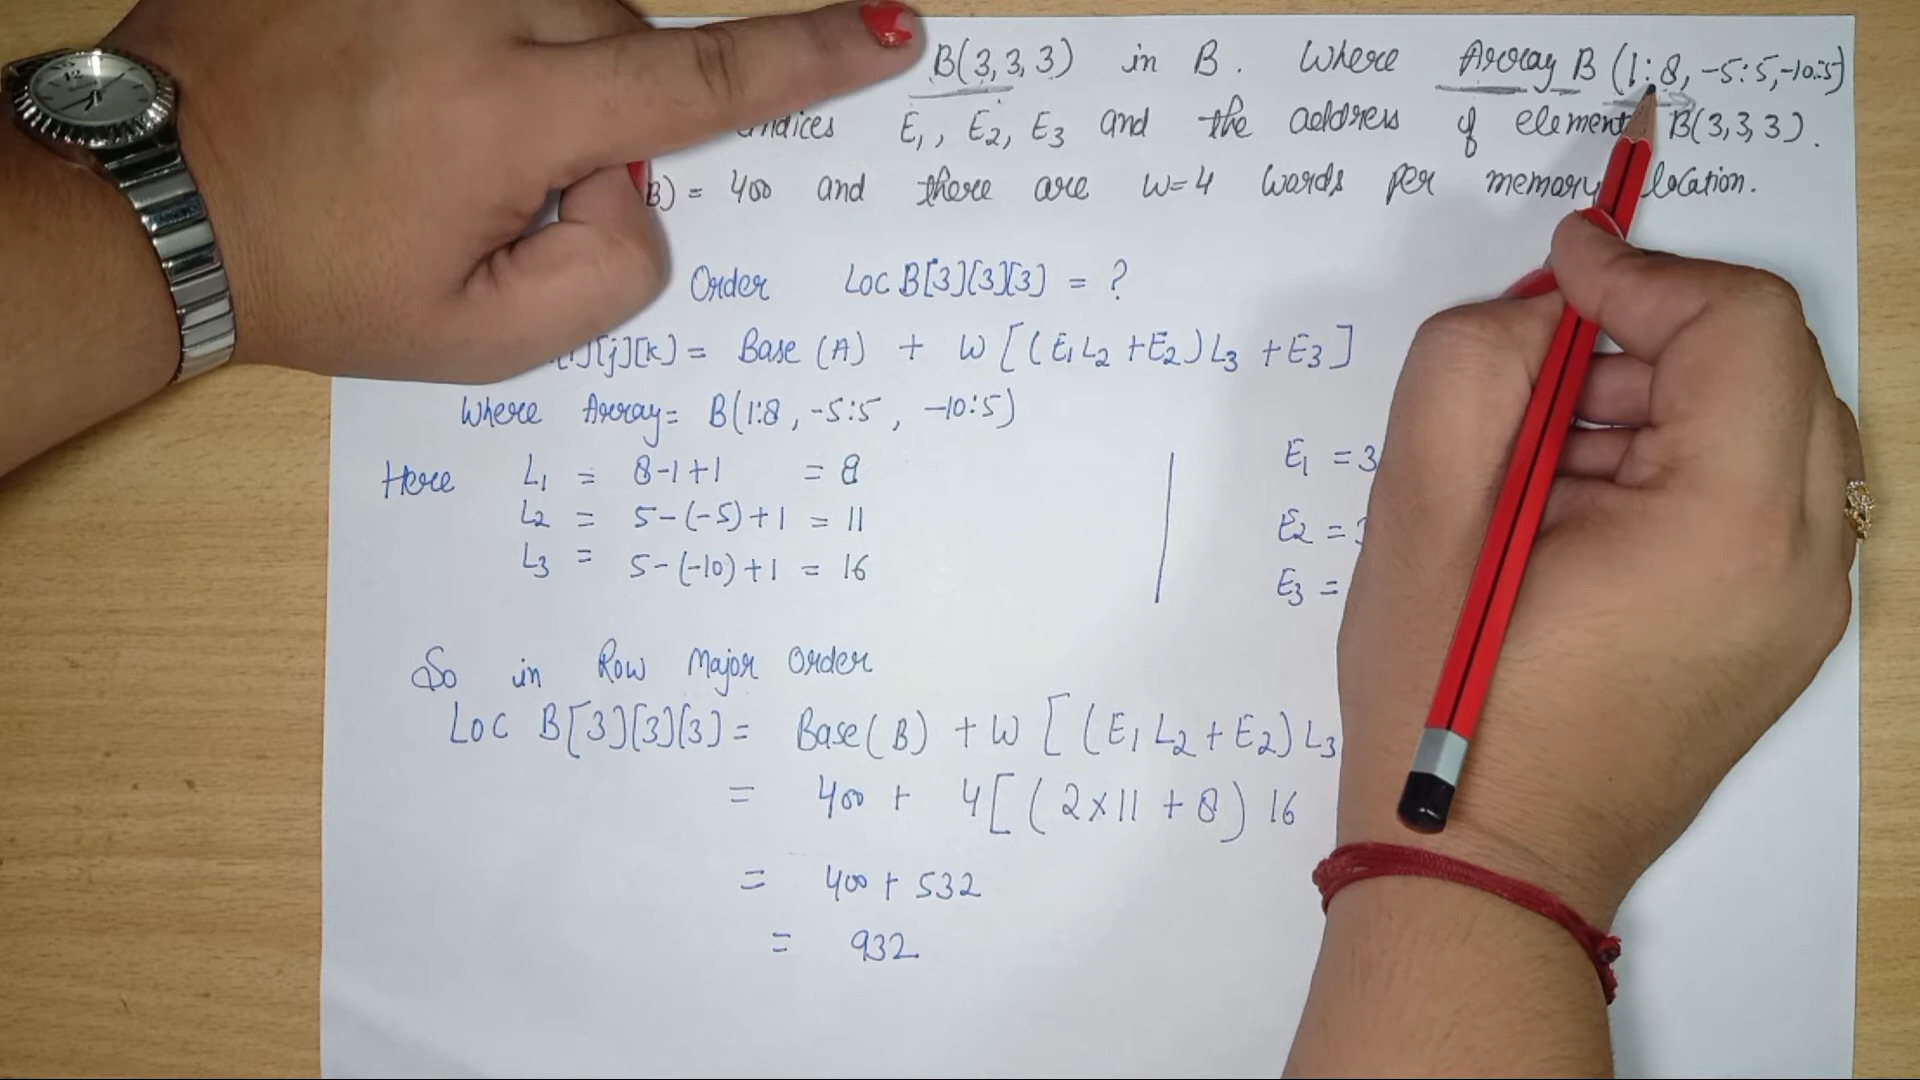 B(3,3,3) in B. Where Array B (1:8, -5:5, -10:5)
E₁, E₂, E₃ and the address of element B(3,3,3).
B) = 400 and there are W=4 words per memory location.
Order Loc B[3][3][3] = ?
[j][k] = Base (A) + W [(E₁L₂ + E₂)L₃ + E₃]
Where Array = B(1:8, -5:5, -10:5)
Here L₁ = 8-1+1 = 8
L₂ = 5-(-5)+1 = 11
L₃ = 5-(-10)+1 = 16
E₁ = 3
E₂ =
E₃ =
So in Row Major Order
Loc B[3][3][3] = Base(B) + W [(E₁L₂ + E₂)L₃
= 400 + 4[(2×11 + 8) 16
= 400 + 532
= 932